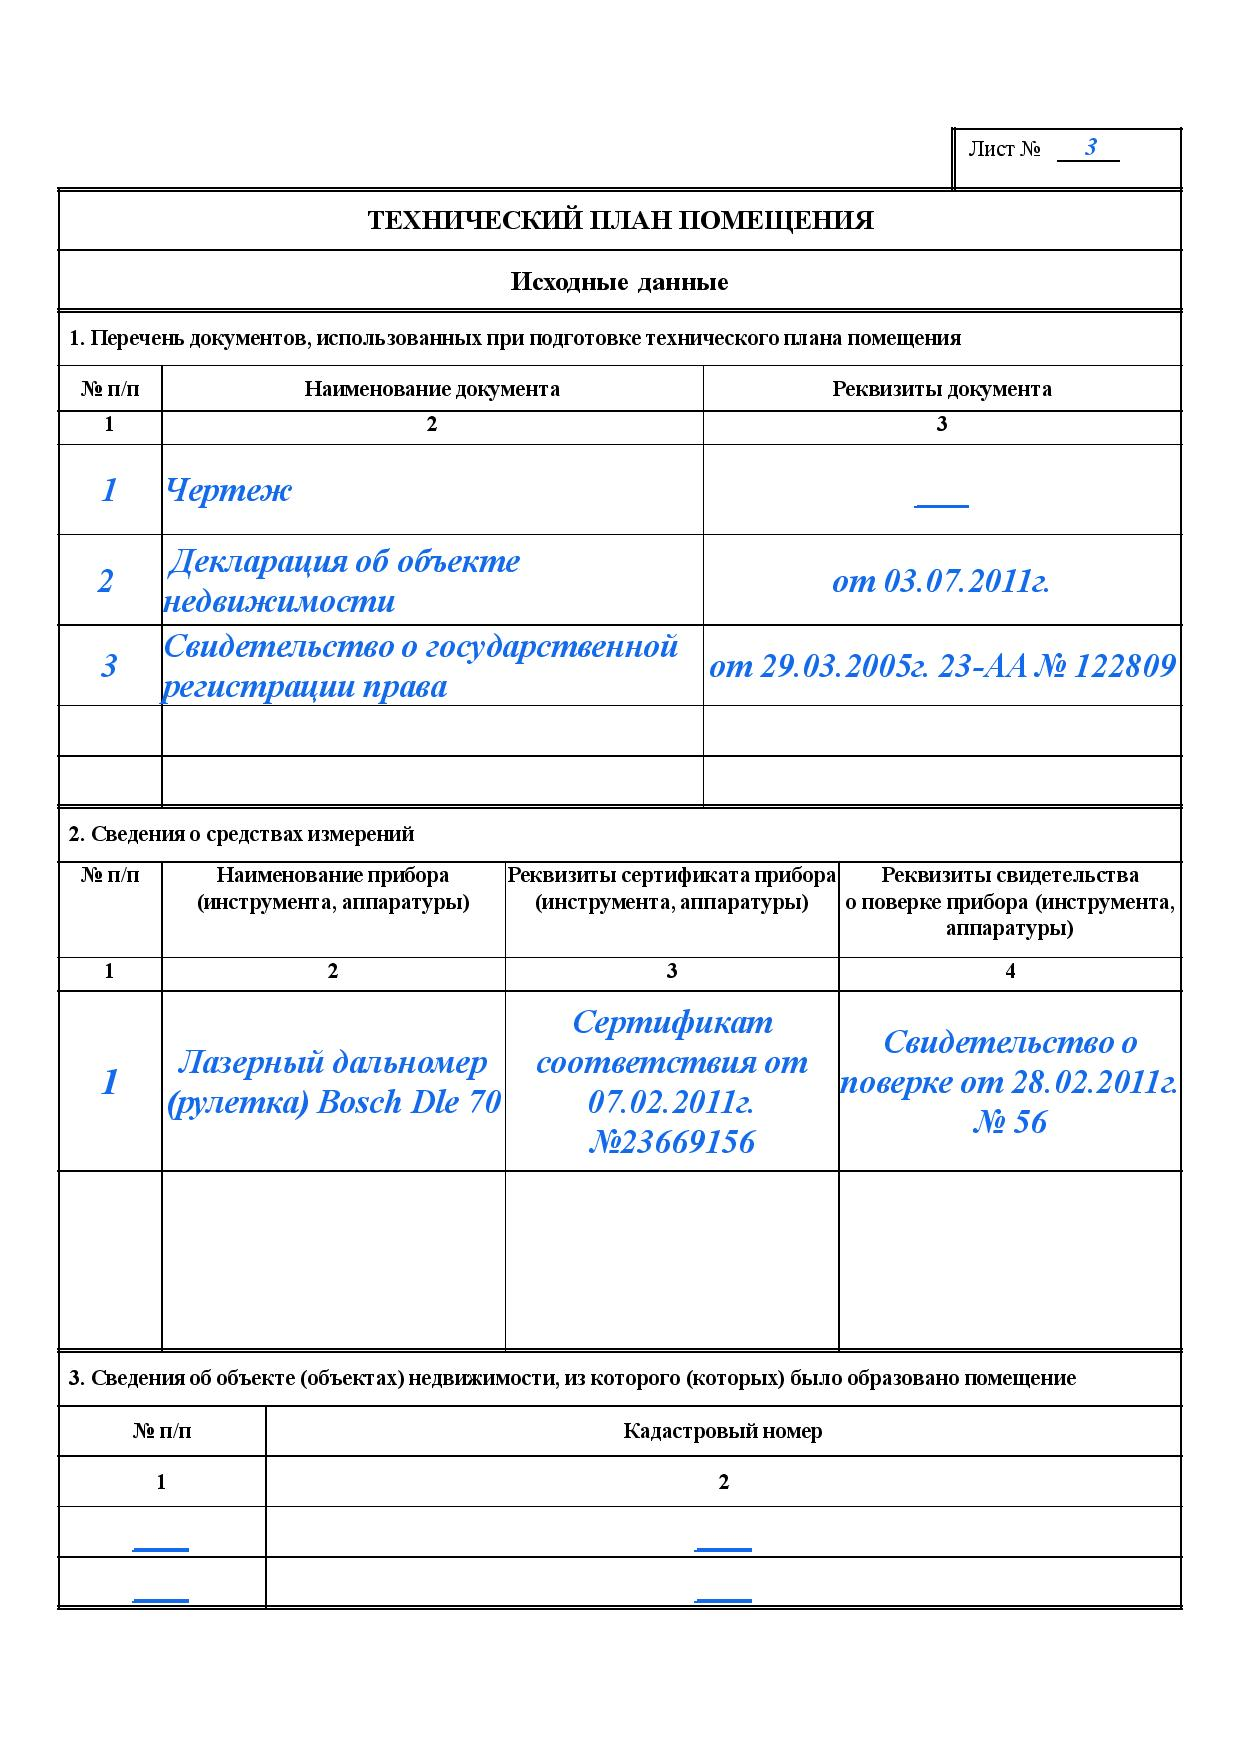 Лист № 3
ТЕХНИЧЕСКИЙ ПЛАН ПОМЕЩЕНИЯ
Исходные данные
1. Перечень документов, использованных при подготовке технического плана помещения
№ п/п Наименование документа Реквизиты документа
1 2 3
1 Чертеж ___
2 Декларация об объекте
недвижимости от 03.07.2011г.
3 Свидетельство о государственной
регистрации права от 29.03.2005г. 23-АА № 122809
2. Сведения о средствах измерений
№ п/п Наименование прибора
(инструмента, аппаратуры)
Реквизиты сертификата прибора
(инструмента, аппаратуры)
Реквизиты свидетельства
о поверке прибора (инструмента,
аппаратуры)
1 2 3 4
1
Лазерный дальномер
(рулетка) Bosch Dle 70
Сертификат
соответствия от
07.02.2011г.
№23669156
Свидетельство о
поверке от 28.02.2011г.
№ 56
3. Сведения об объекте (объектах) недвижимости, из которого (которых) было образовано помещение
№ п/п Кадастровый номер
1 2
___ ___
___ ___